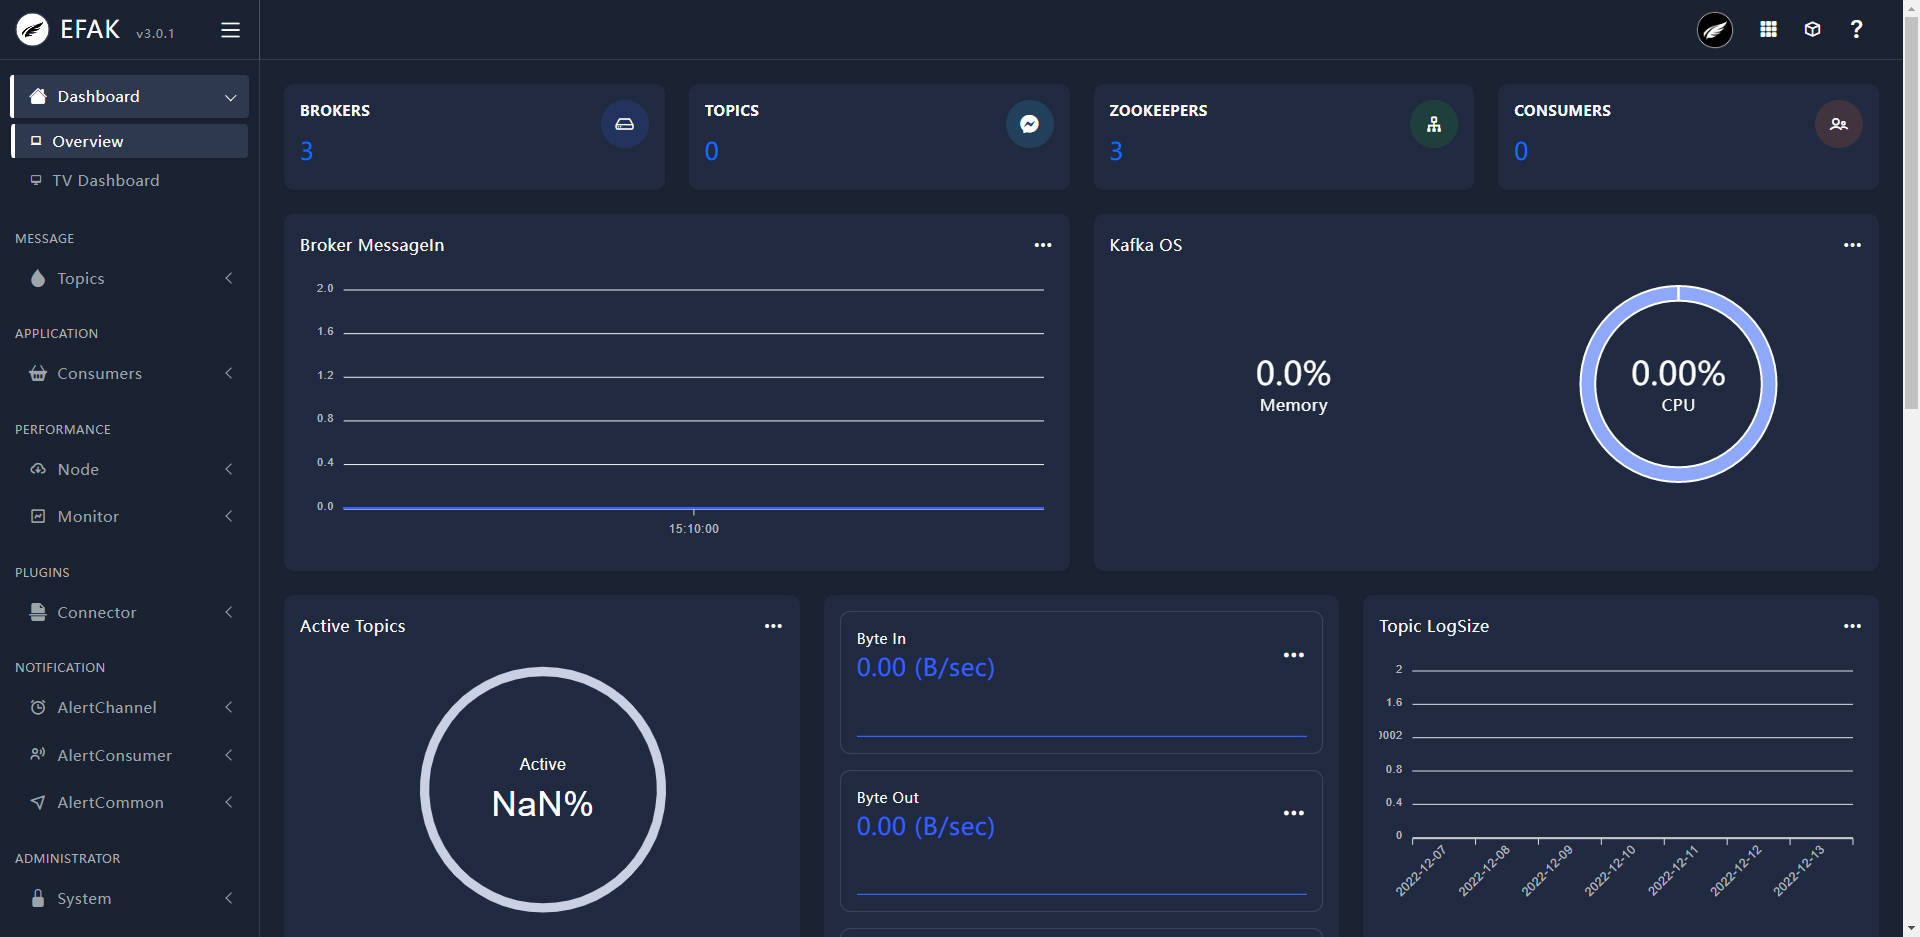 EFAK v3.0.1
?
Dashboard
Overview
TV Dashboard
MESSAGE
Topics
APPLICATION
Consumers
PERFORMANCE
Node
Monitor
PLUGINS
Connector
NOTIFICATION
AlertChannel
AlertConsumer
AlertCommon
ADMINISTRATOR
System
BROKERS
3
TOPICS
0
ZOOKEEPERS
3
CONSUMERS
0
Broker MessageIn
2.0
1.6
1.2
0.8
0.4
0.0
15:10:00
Kafka OS
0.0%
Memory
0.00%
CPU
Active Topics
Active
NaN%
Byte In
0.00 (B/sec)
Byte Out
0.00 (B/sec)
Topic LogSize
2
1.6
0002
0.8
0.4
0
2022-12-07
2022-12-08
2022-12-09
2022-12-10
2022-12-11
2022-12-12
2022-12-13